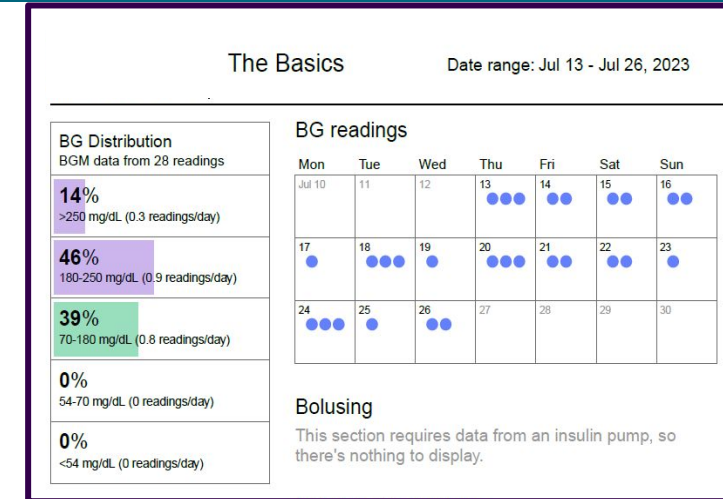 The Basics
Date range: Jul 13 - Jul 26, 2023
BG Distribution
BGM data from 28 readings
14%
>250 mg/dL (0.3 readings/day)
46%
180-250 mg/dL (0.9 readings/day)
39%
70-180 mg/dL (0.8 readings/day)
0%
54-70 mg/dL (0 readings/day)
0%
<54 mg/dL (0 readings/day)
BG readings
Mon Tue Wed Thu Fri Sat Sun
Jul 10 11 12 13 14 15 16
17 18 19 20 21 22 23
24 25 26 27 28 29 30
Bolusing
This section requires data from an insulin pump, so
there's nothing to display.